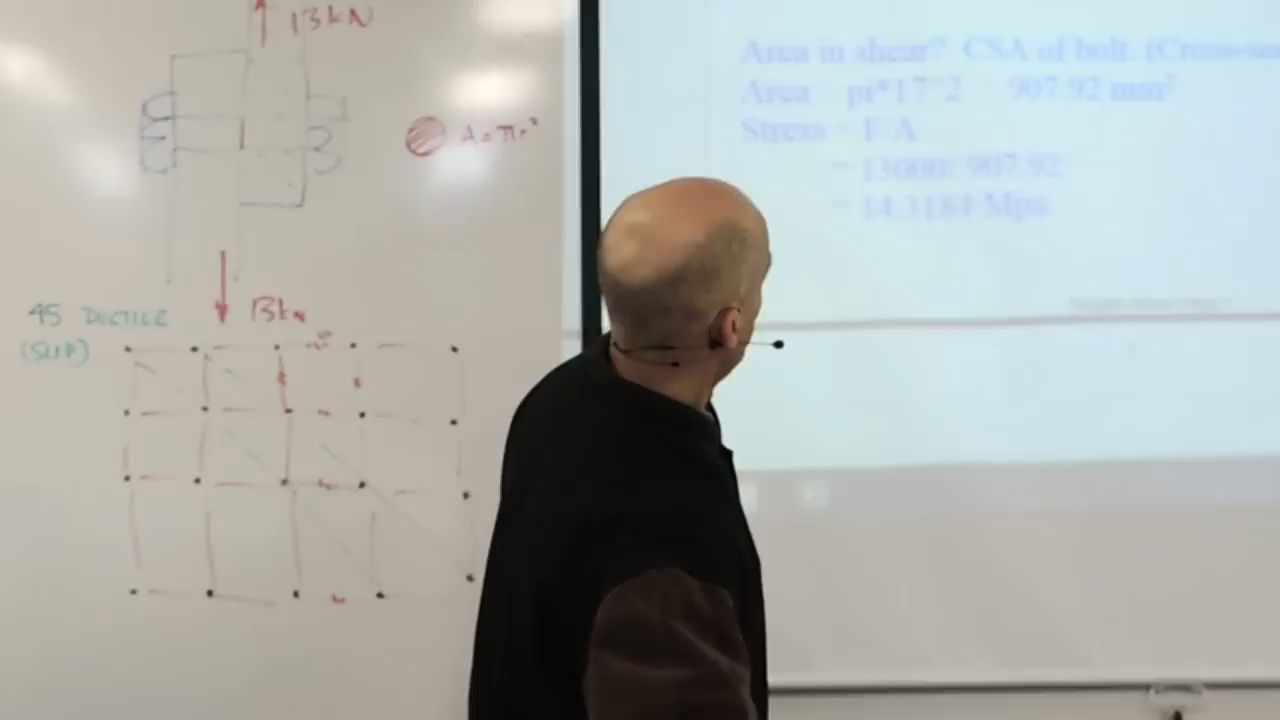 13kN
A=πr²
13kN
45 DUCTILE
(SLIP)
Area in shear? CSA of bolt. (Cross-se
Area = pi*17^2 = 907.92 mm²
Stress = F/A
= 13000/907.92
= 14.3184 Mpa